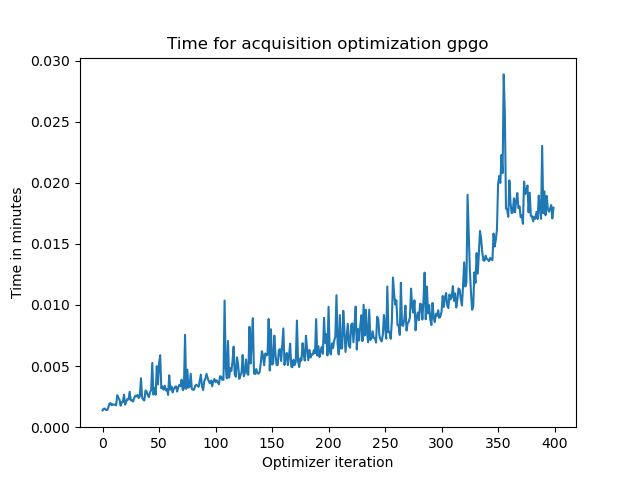 Time for acquisition optimization gpgo
0.030
0.025
0.020
0.015
0.010
0.005
0.000
Time in minutes
0 50 100 150 200 250 300 350 400
Optimizer iteration